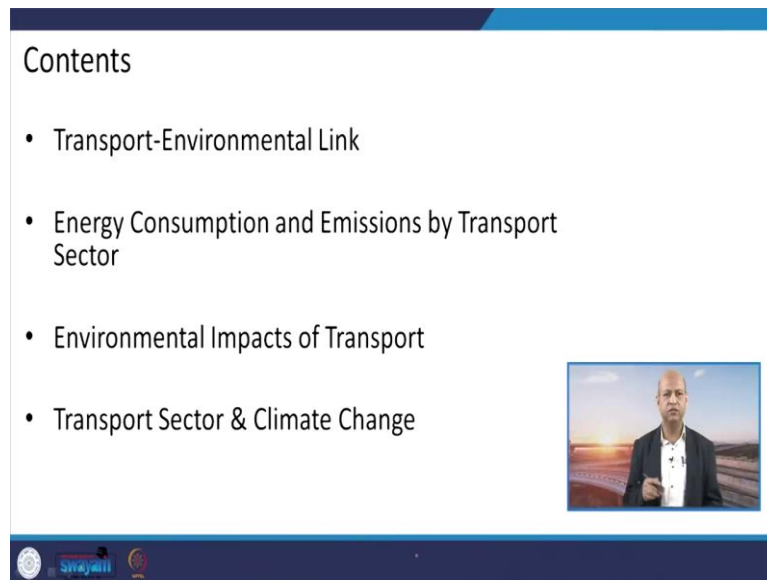 Contents
• Transport-Environmental Link
• Energy Consumption and Emissions by Transport
Sector
• Environmental Impacts of Transport
• Transport Sector & Climate Change
swayam